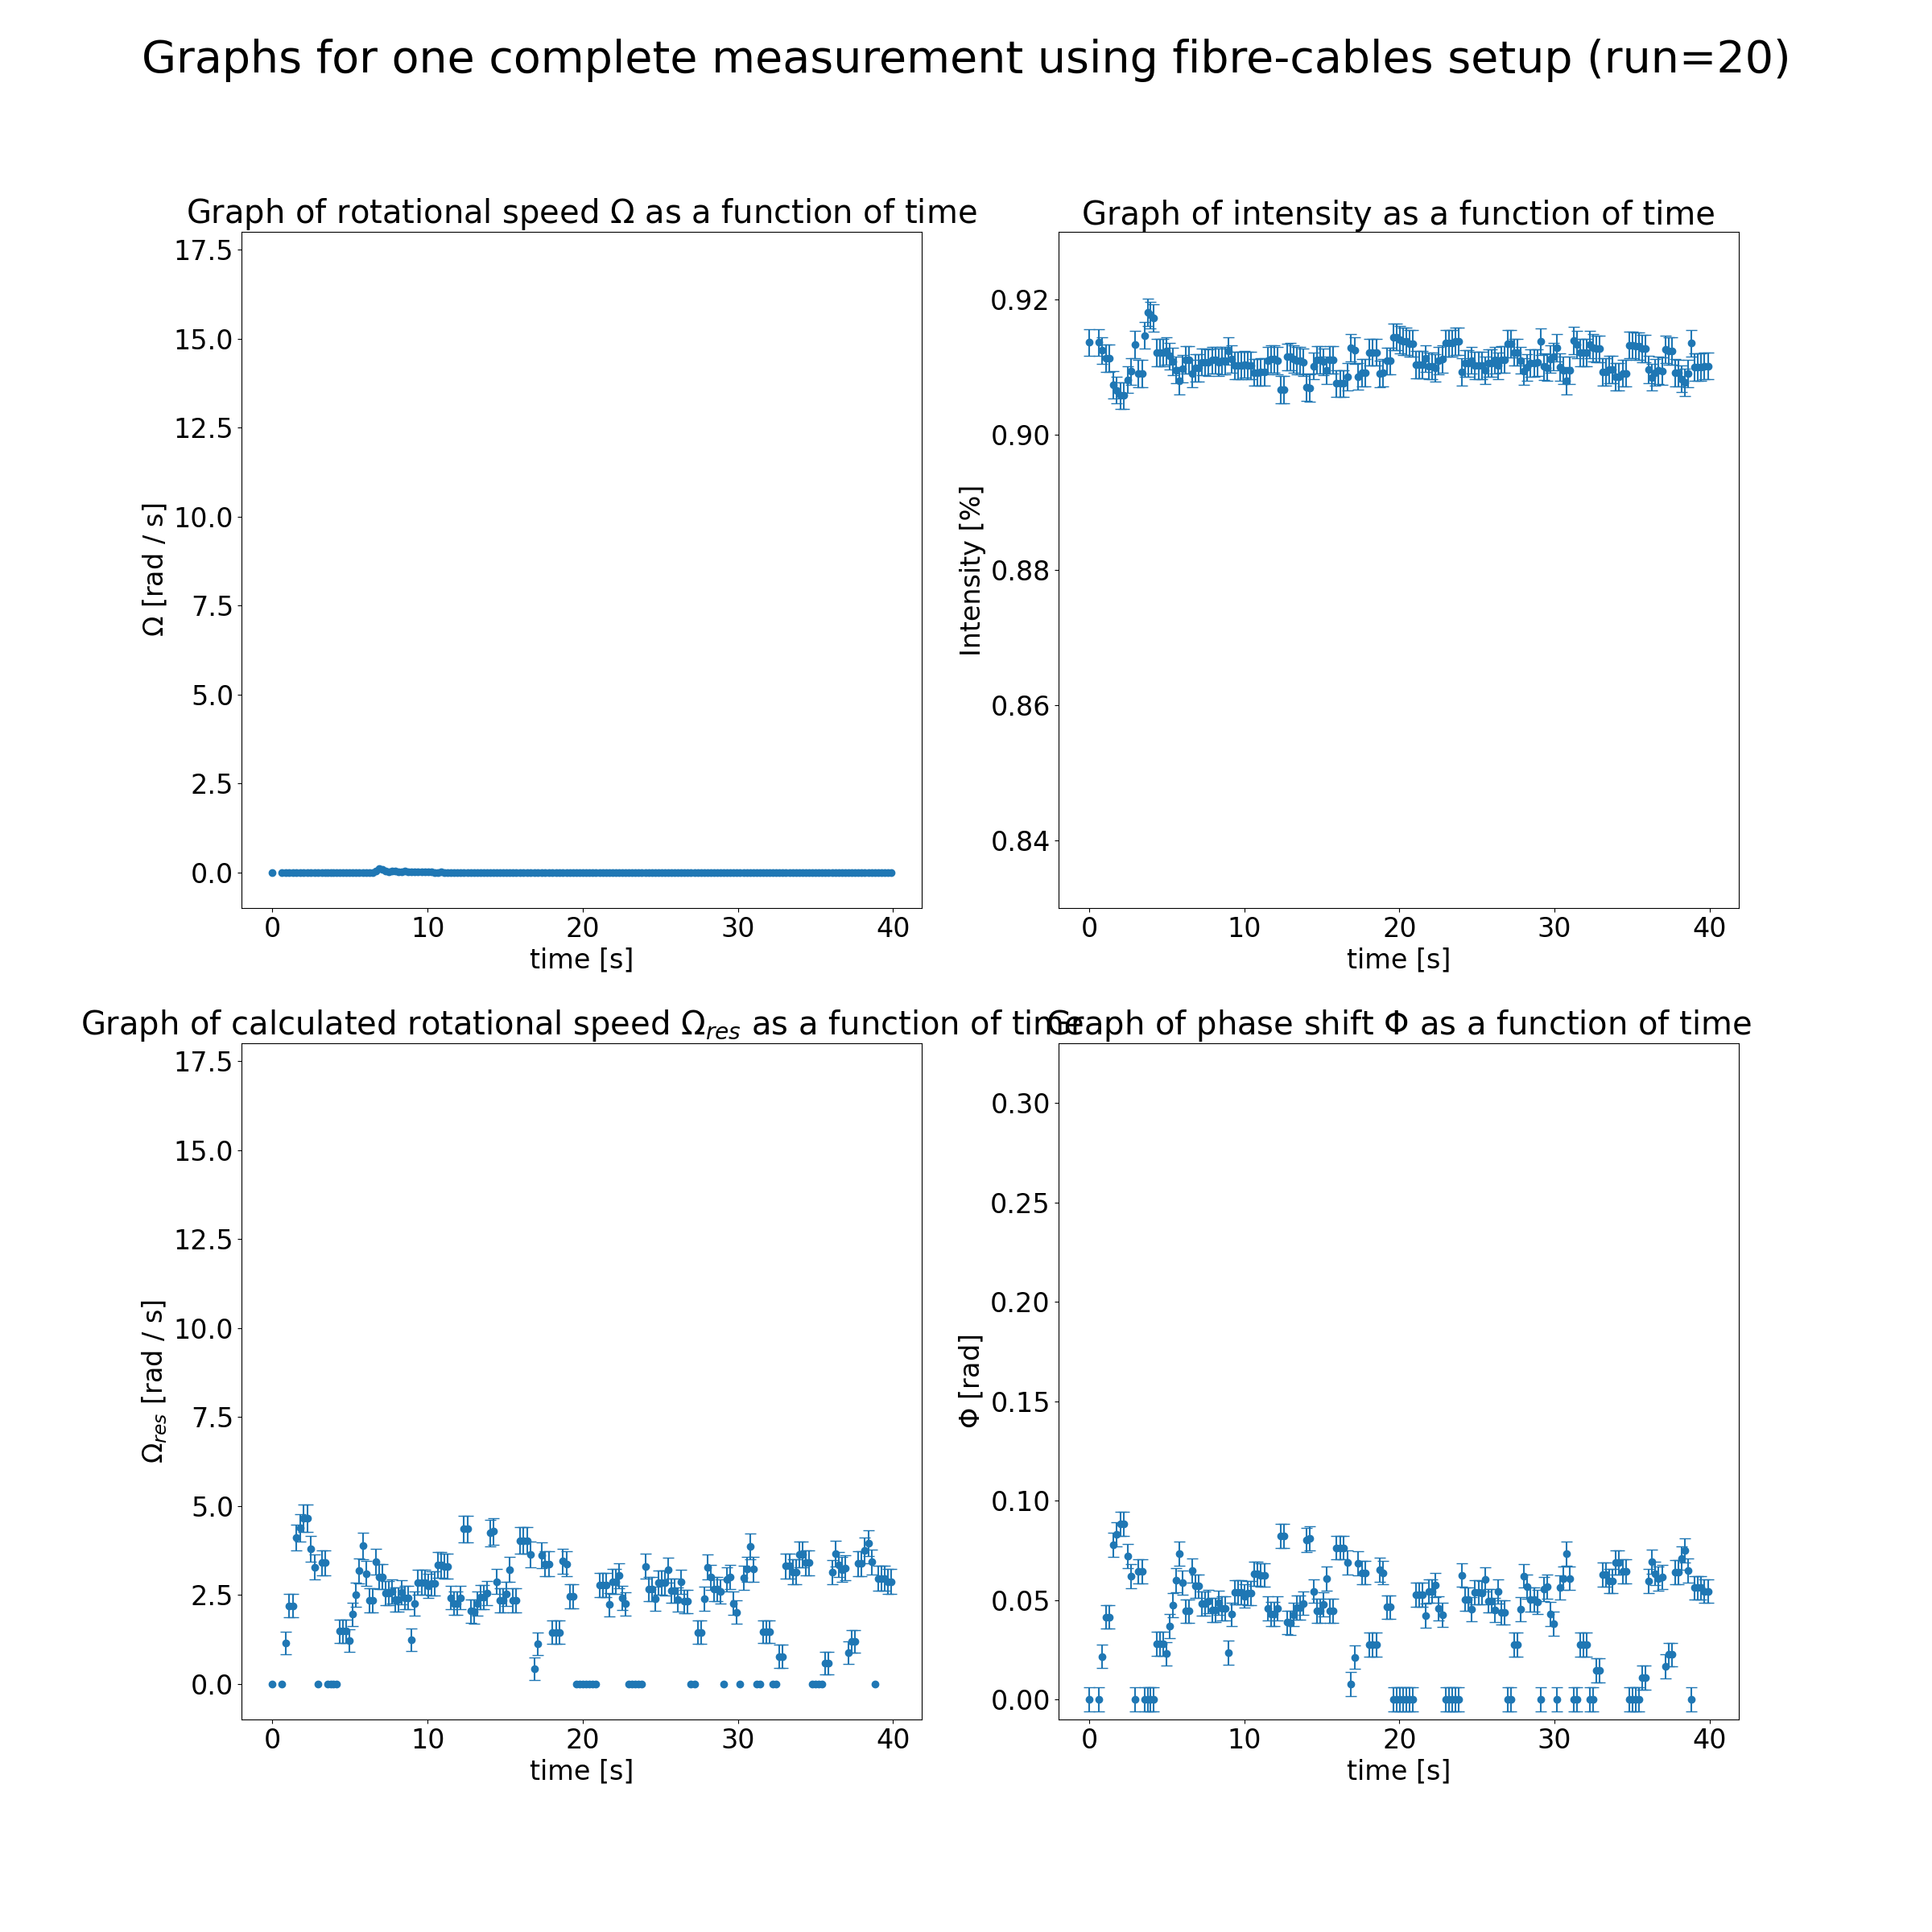 Graphs for one complete measurement using fibre-cables setup (run=20)
Graph of rotational speed Ω as a function of time
17.5
15.0
12.5
10.0
7.5
5.0
2.5
0.0
Ω [rad / s]
0 10 20 30 40
time [s]
Graph of intensity as a function of time
0.92
0.90
0.88
0.86
0.84
Intensity [%]
0 10 20 30 40
time [s]
Graph of calculated rotational speed Ω_res as a function of time
17.5
15.0
12.5
10.0
7.5
5.0
2.5
0.0
Ω_res [rad / s]
0 10 20 30 40
time [s]
Graph of phase shift Φ as a function of time
0.30
0.25
0.20
0.15
0.10
0.05
0.00
Φ [rad]
0 10 20 30 40
time [s]